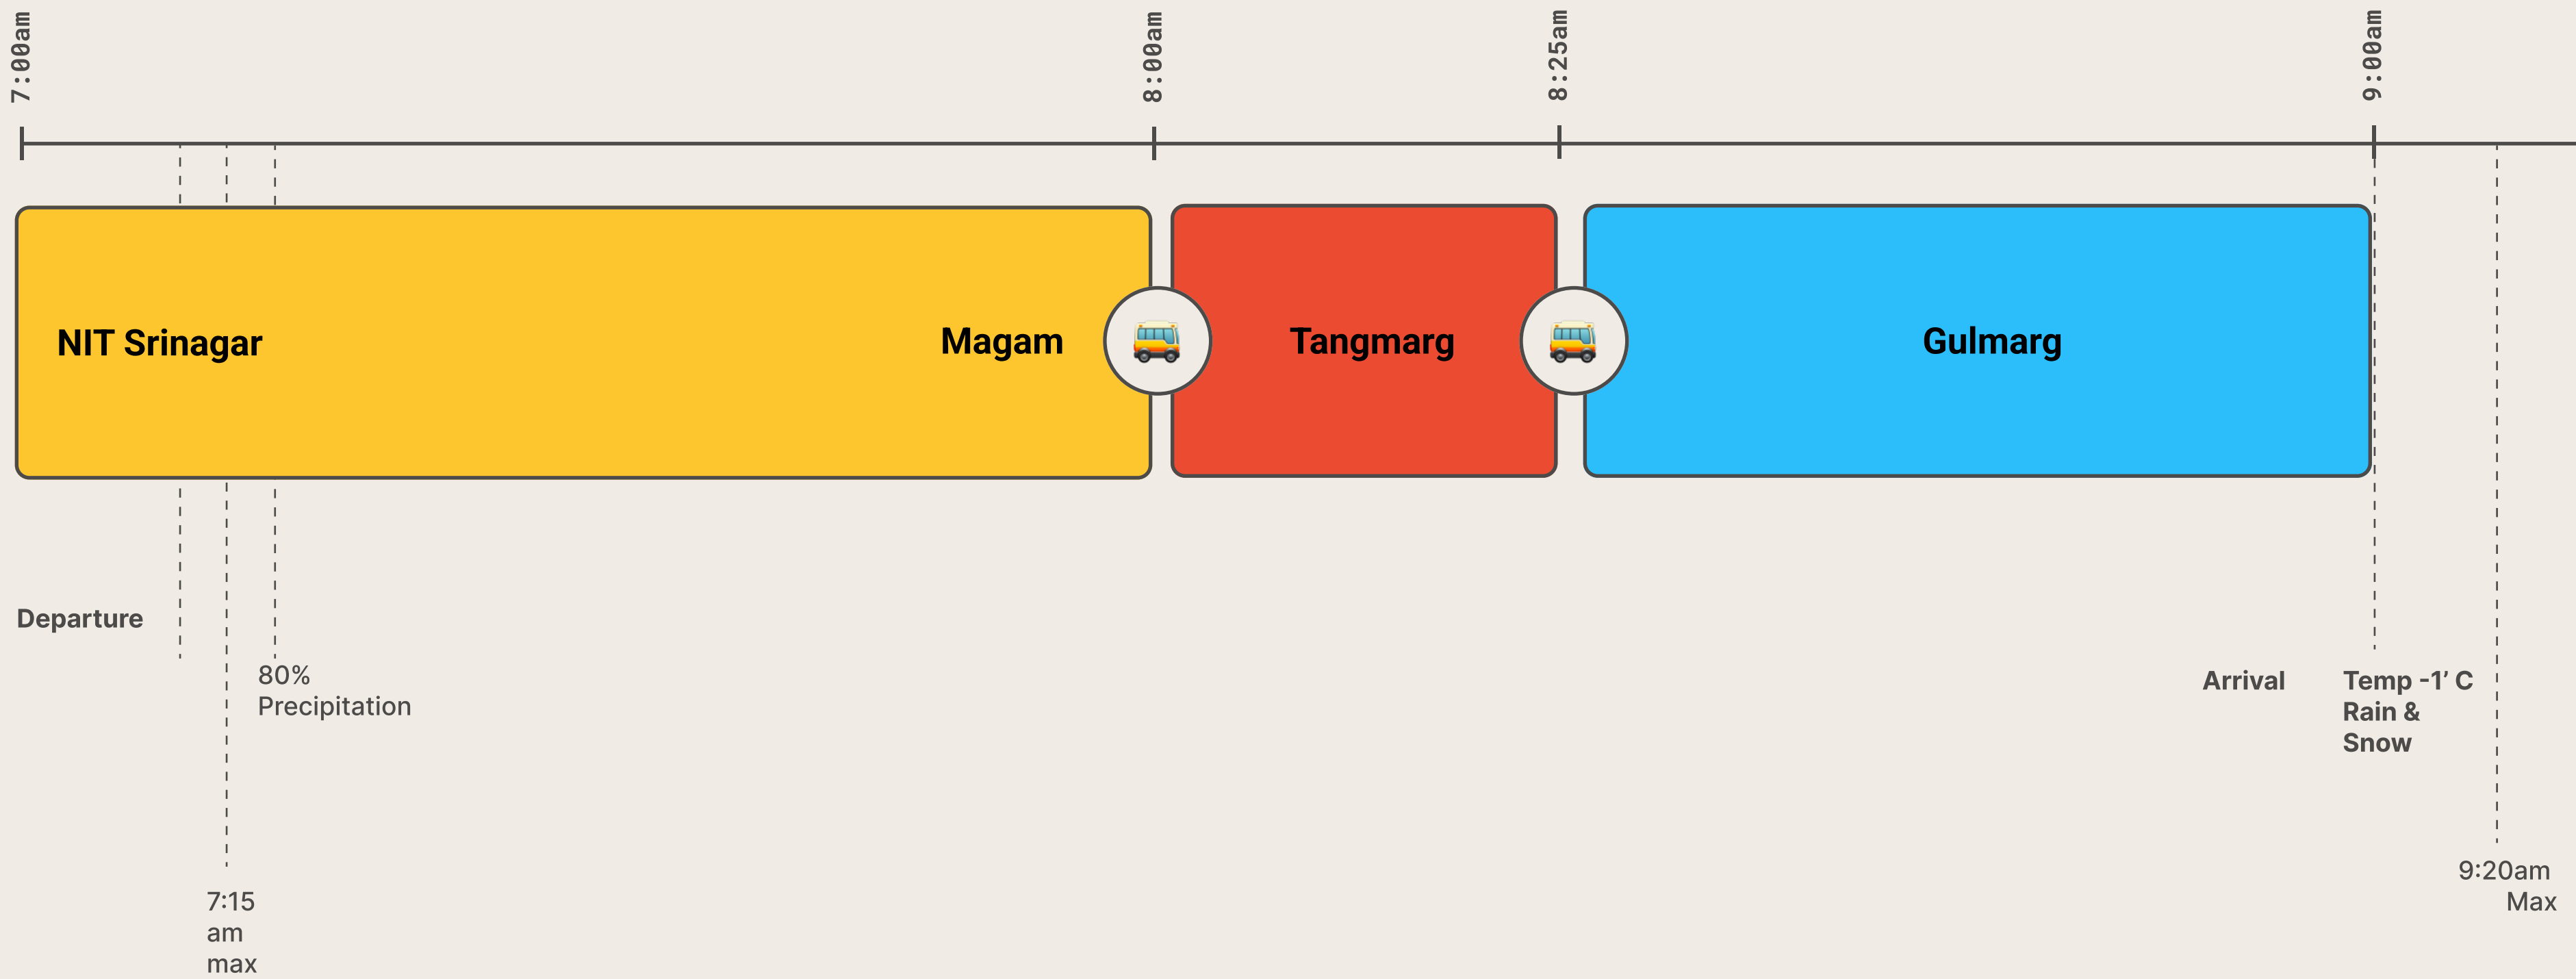 7:00am
8:00am
8:25am
9:00am
NIT Srinagar
Magam
Tangmarg
Gulmarg
Departure
80%
Precipitation
7:15
am
max
Arrival
Temp -1’ C
Rain &
Snow
9:20am
Max